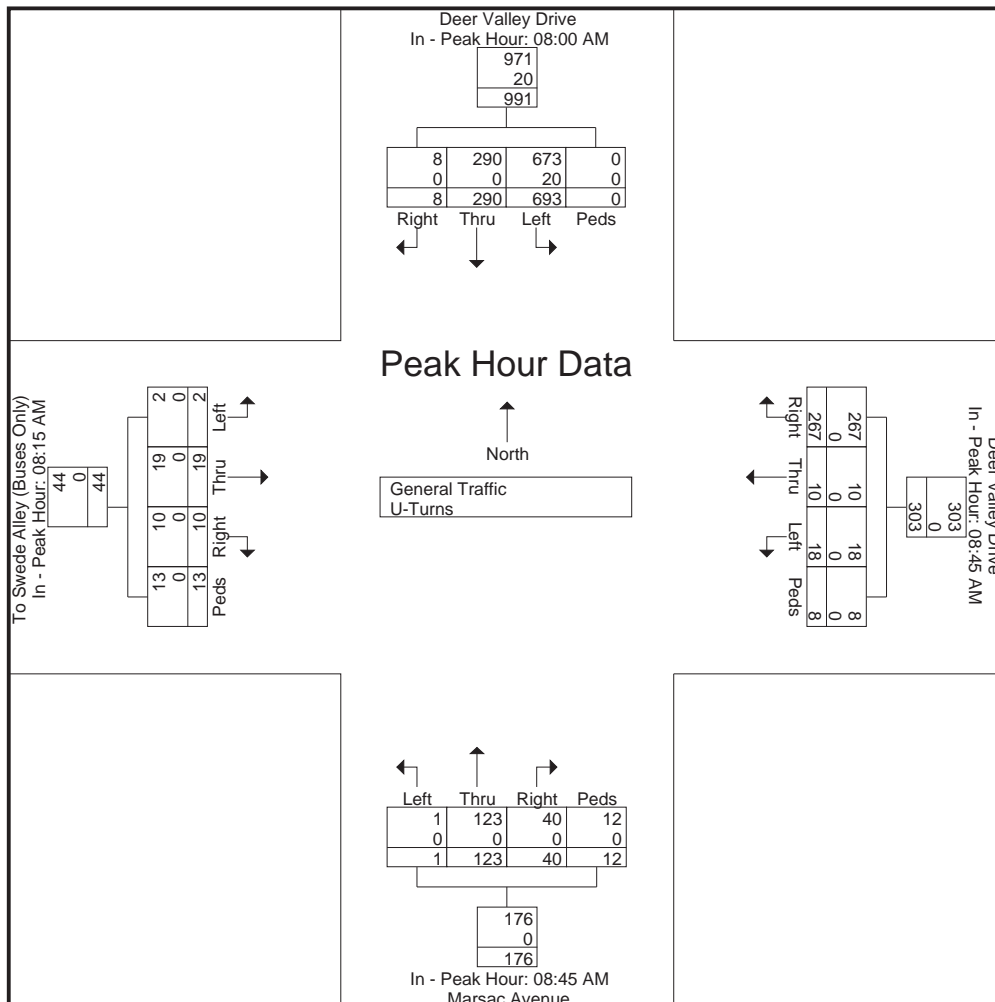 Deer Valley Drive
In - Peak Hour: 08:00 AM
971
20
991
8 290 673 0
0 0 20 0
8 290 693 0
Right Thru Left Peds
Peak Hour Data
North
General Traffic
U-Turns
To Swede Alley (Buses Only)
In - Peak Hour: 08:15 AM
44
0
44
2 19 10 13
0 0 0 0
2 19 10 13
Left Thru Right Peds
Deer Valley Drive
In - Peak Hour: 08:45 AM
303
0
303
267 10 18 8
0 0 0 0
267 10 18 8
Right Thru Left Peds
Left Thru Right Peds
1 123 40 12
0 0 0 0
1 123 40 12
176
0
176
In - Peak Hour: 08:45 AM
Marsac Avenue